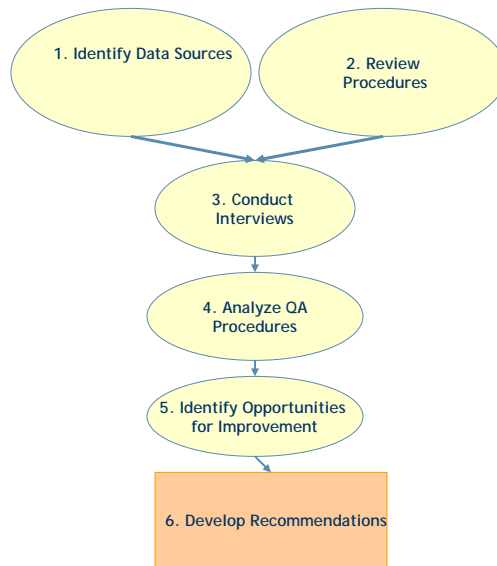 1. Identify Data Sources
2. Review
Procedures
3. Conduct
Interviews
4. Analyze QA
Procedures
5. Identify Opportunities
for Improvement
6. Develop Recommendations